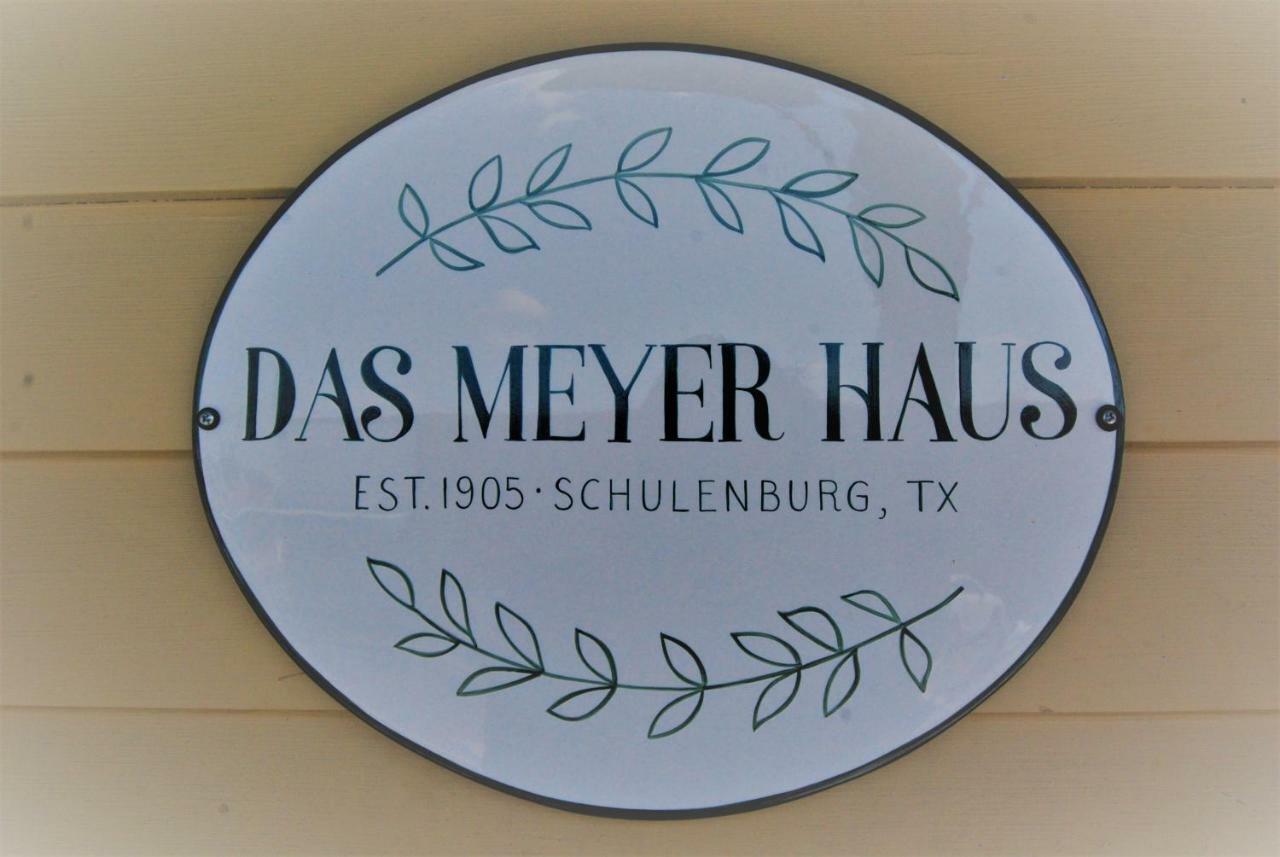 DAS MEYER HAUS
EST. 1905 · SCHULENBURG, TX